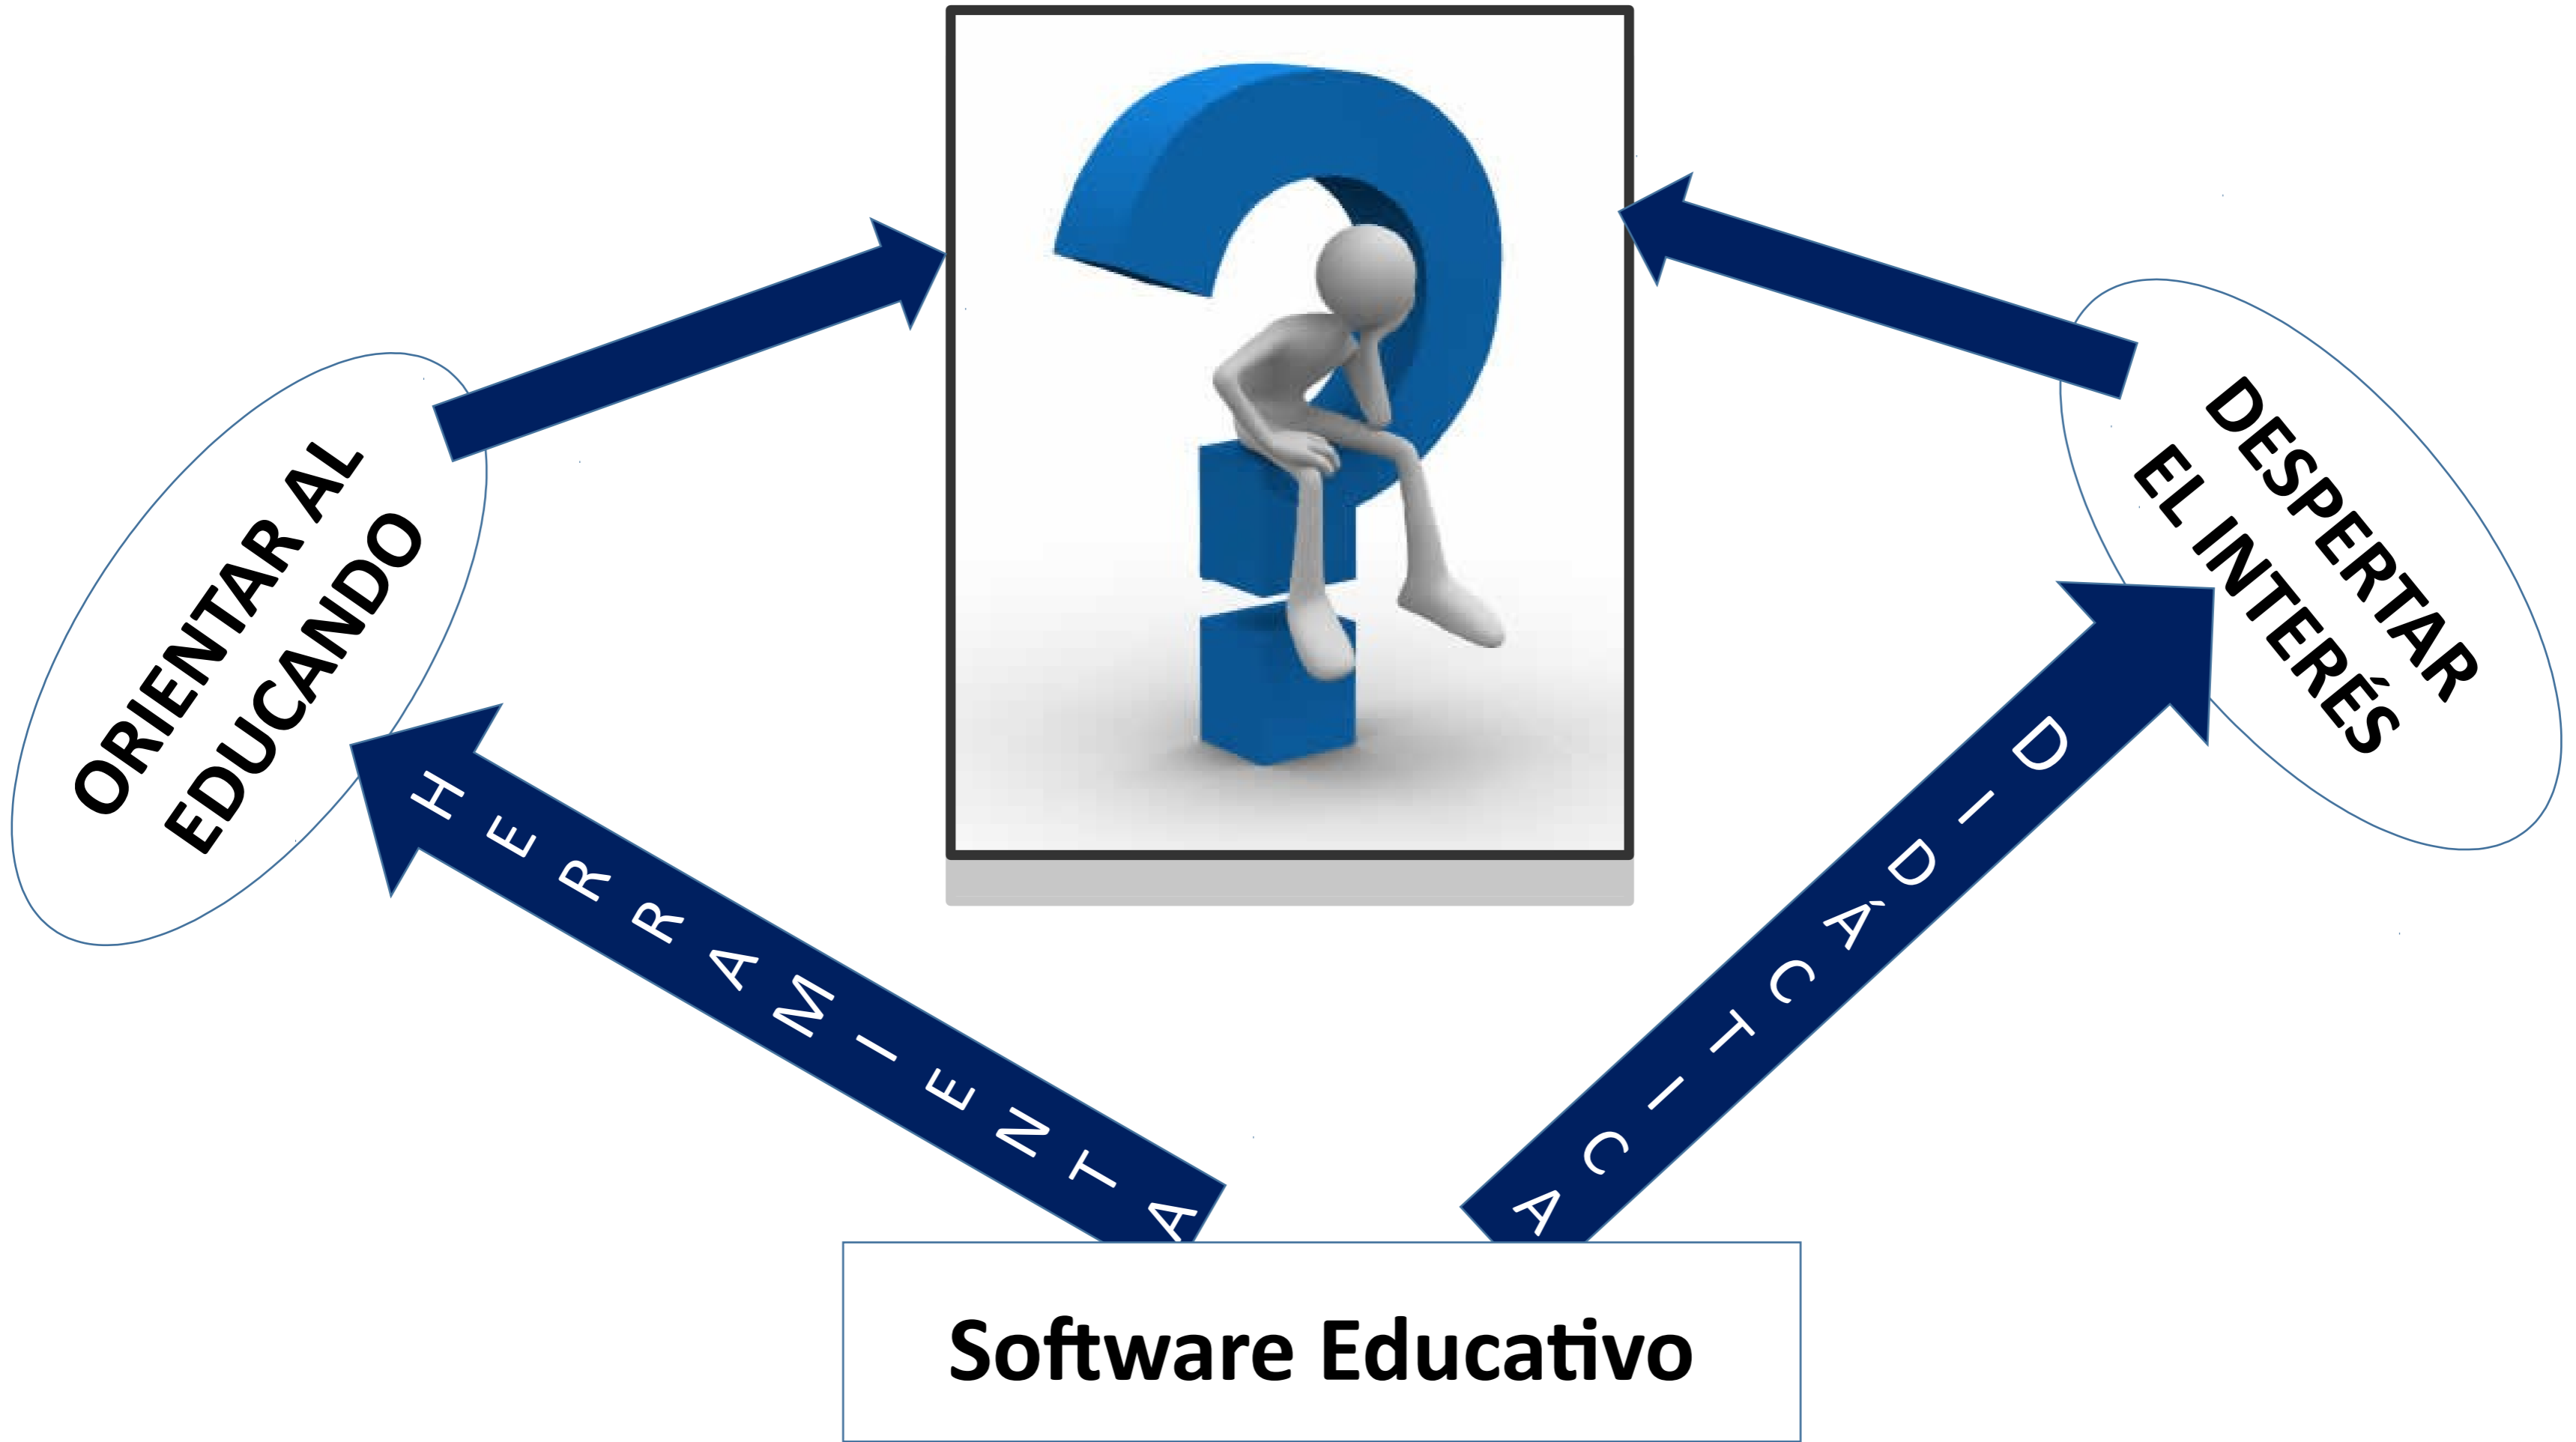 ORIENTAR AL
EDUCANDO
DESPERTAR
EL INTERÉS
HERRAMIENTA
DIDÁCTICA
Software Educativo